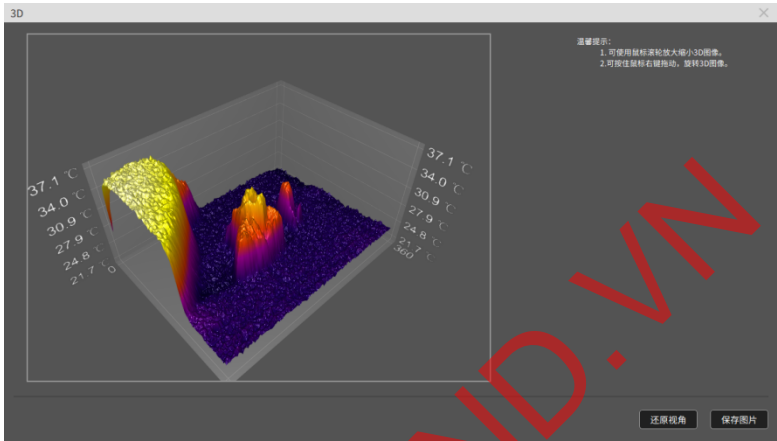 3D
温馨提示:
1. 可使用鼠标滚轮放大缩小3D图像。
2.可按住鼠标右键拖动，旋转3D图像。
37.1 ℃
34.0 ℃
30.9 ℃
27.9 ℃
24.8 ℃
21.7 ℃
0
37.1 ℃
34.0 ℃
30.9 ℃
27.9 ℃
24.8 ℃
21.7 ℃
360
ND.VN
还原视角
保存图片